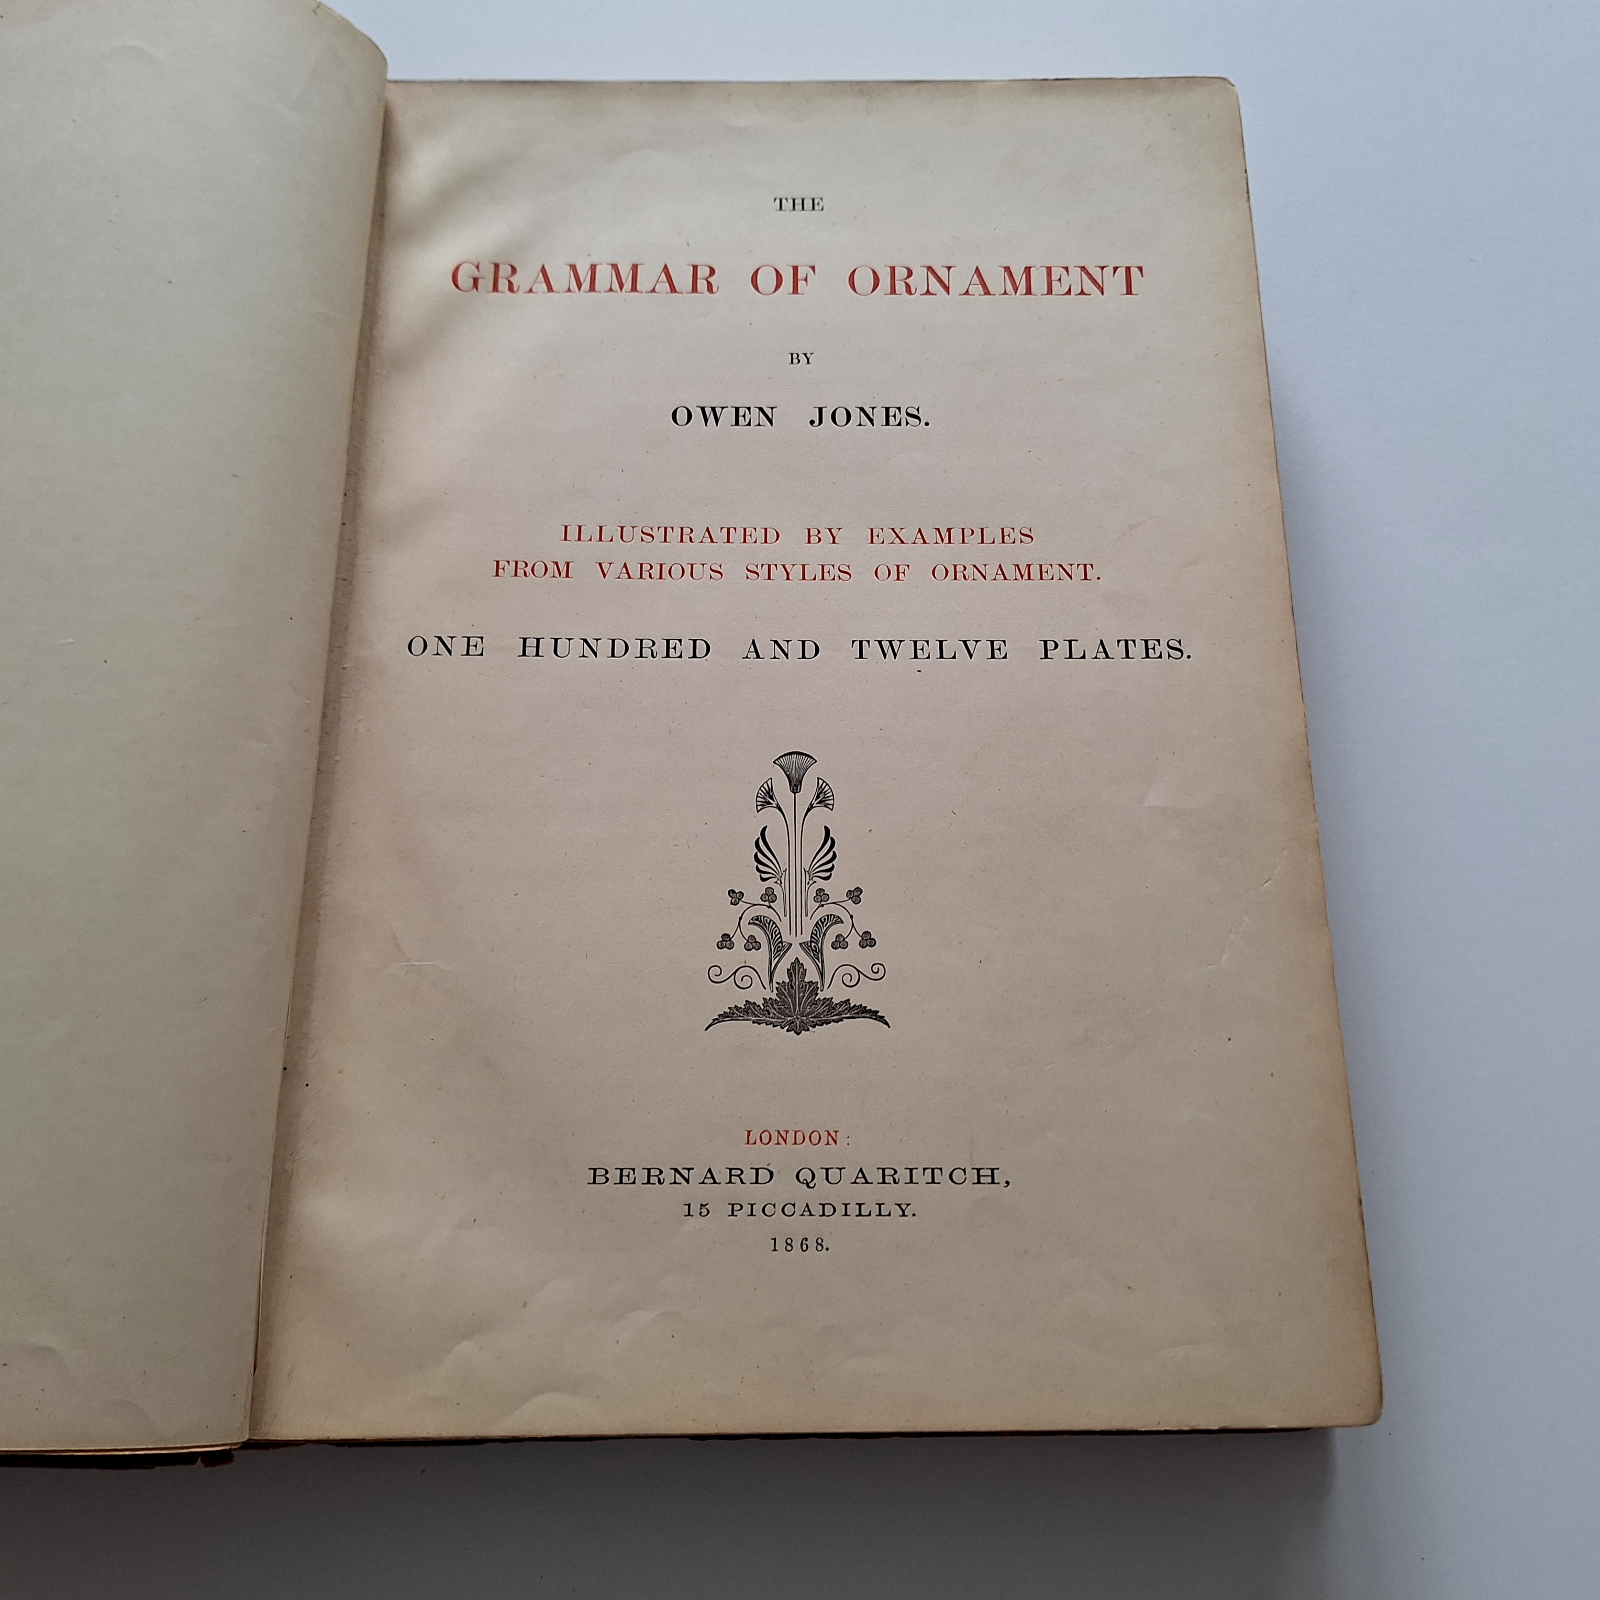 THE
GRAMMAR OF ORNAMENT
BY
OWEN JONES.
ILLUSTRATED BY EXAMPLES
FROM VARIOUS STYLES OF ORNAMENT.
ONE HUNDRED AND TWELVE PLATES.
LONDON:
BERNARD QUARITCH,
15 PICCADILLY.
1868.